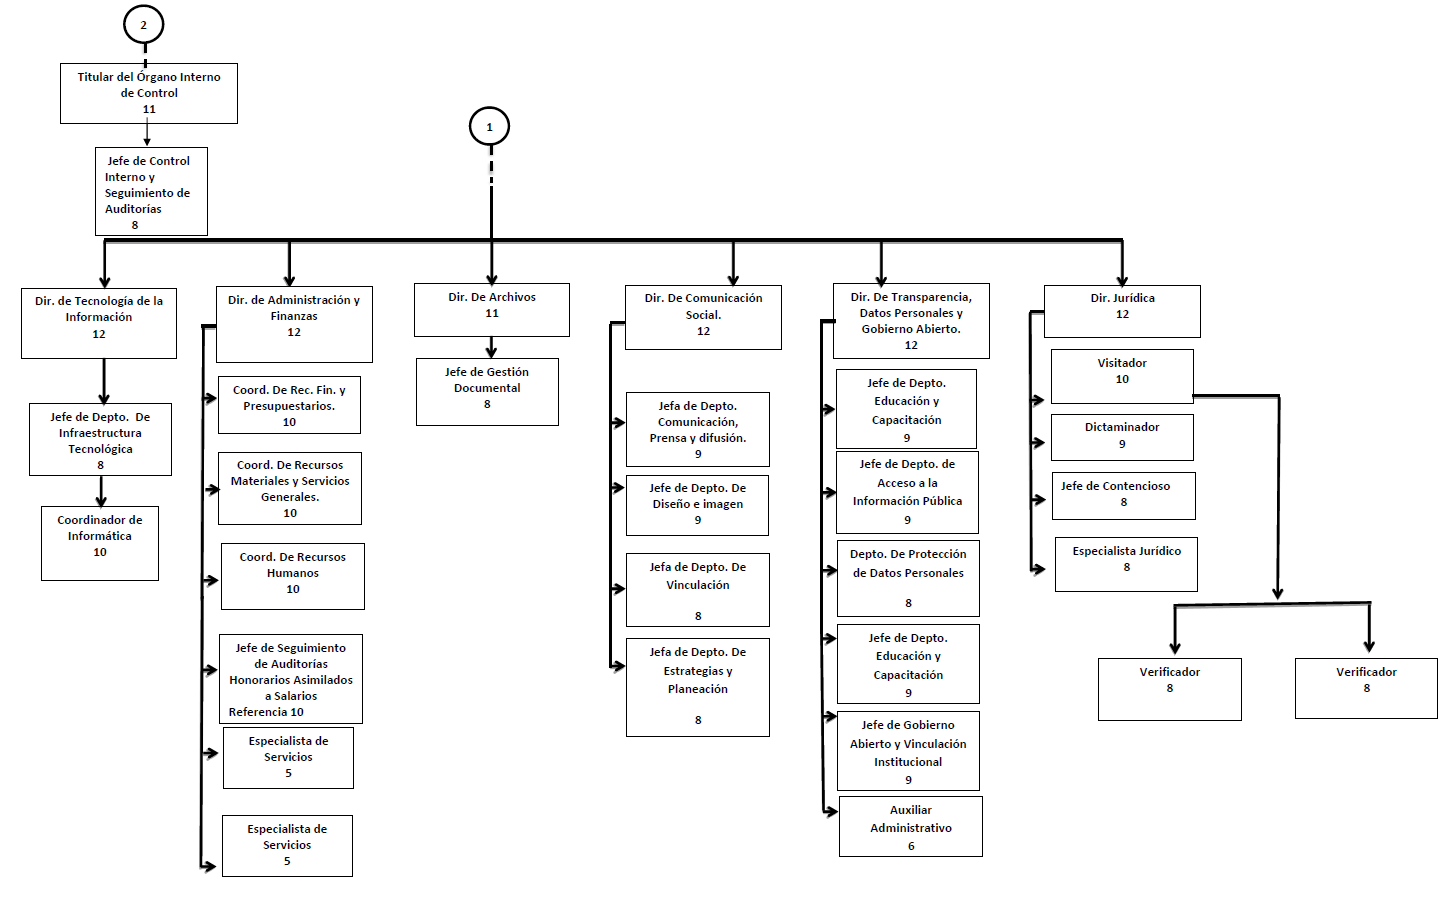 2
Titular del Órgano Interno
de Control
11
Jefe de Control
Interno y
Seguimiento de
Auditorías
8
1
Dir. de Tecnología de la
Información
12
Jefe de Depto. De
Infraestructura
Tecnológica
8
Coordinador de
Informática
10
Dir. de Administración y
Finanzas
12
Coord. De Rec. Fin. y
Presupuestarios.
10
Coord. De Recursos
Materiales y Servicios
Generales.
10
Coord. De Recursos
Humanos
10
Jefe de Seguimiento
de Auditorías
Honorarios Asimilados
a Salarios
Referencia 10
Especialista de
Servicios
5
Especialista de
Servicios
5
Dir. De Archivos
11
Jefe de Gestión
Documental
8
Dir. De Comunicación
Social.
12
Jefa de Depto.
Comunicación,
Prensa y difusión.
9
Jefe de Depto. De
Diseño e imagen
9
Jefa de Depto. De
Vinculación
8
Jefa de Depto. De
Estrategias y
Planeación
8
Dir. De Transparencia,
Datos Personales y
Gobierno Abierto.
12
Jefe de Depto.
Educación y
Capacitación
9
Jefe de Depto. de
Acceso a la
Información Pública
9
Depto. De Protección
de Datos Personales
8
Jefe de Depto.
Educación y
Capacitación
9
Jefe de Gobierno
Abierto y Vinculación
Institucional
9
Auxiliar
Administrativo
6
Dir. Jurídica
12
Visitador
10
Dictaminador
9
Jefe de Contencioso
8
Especialista Jurídico
8
Verificador
8
Verificador
8